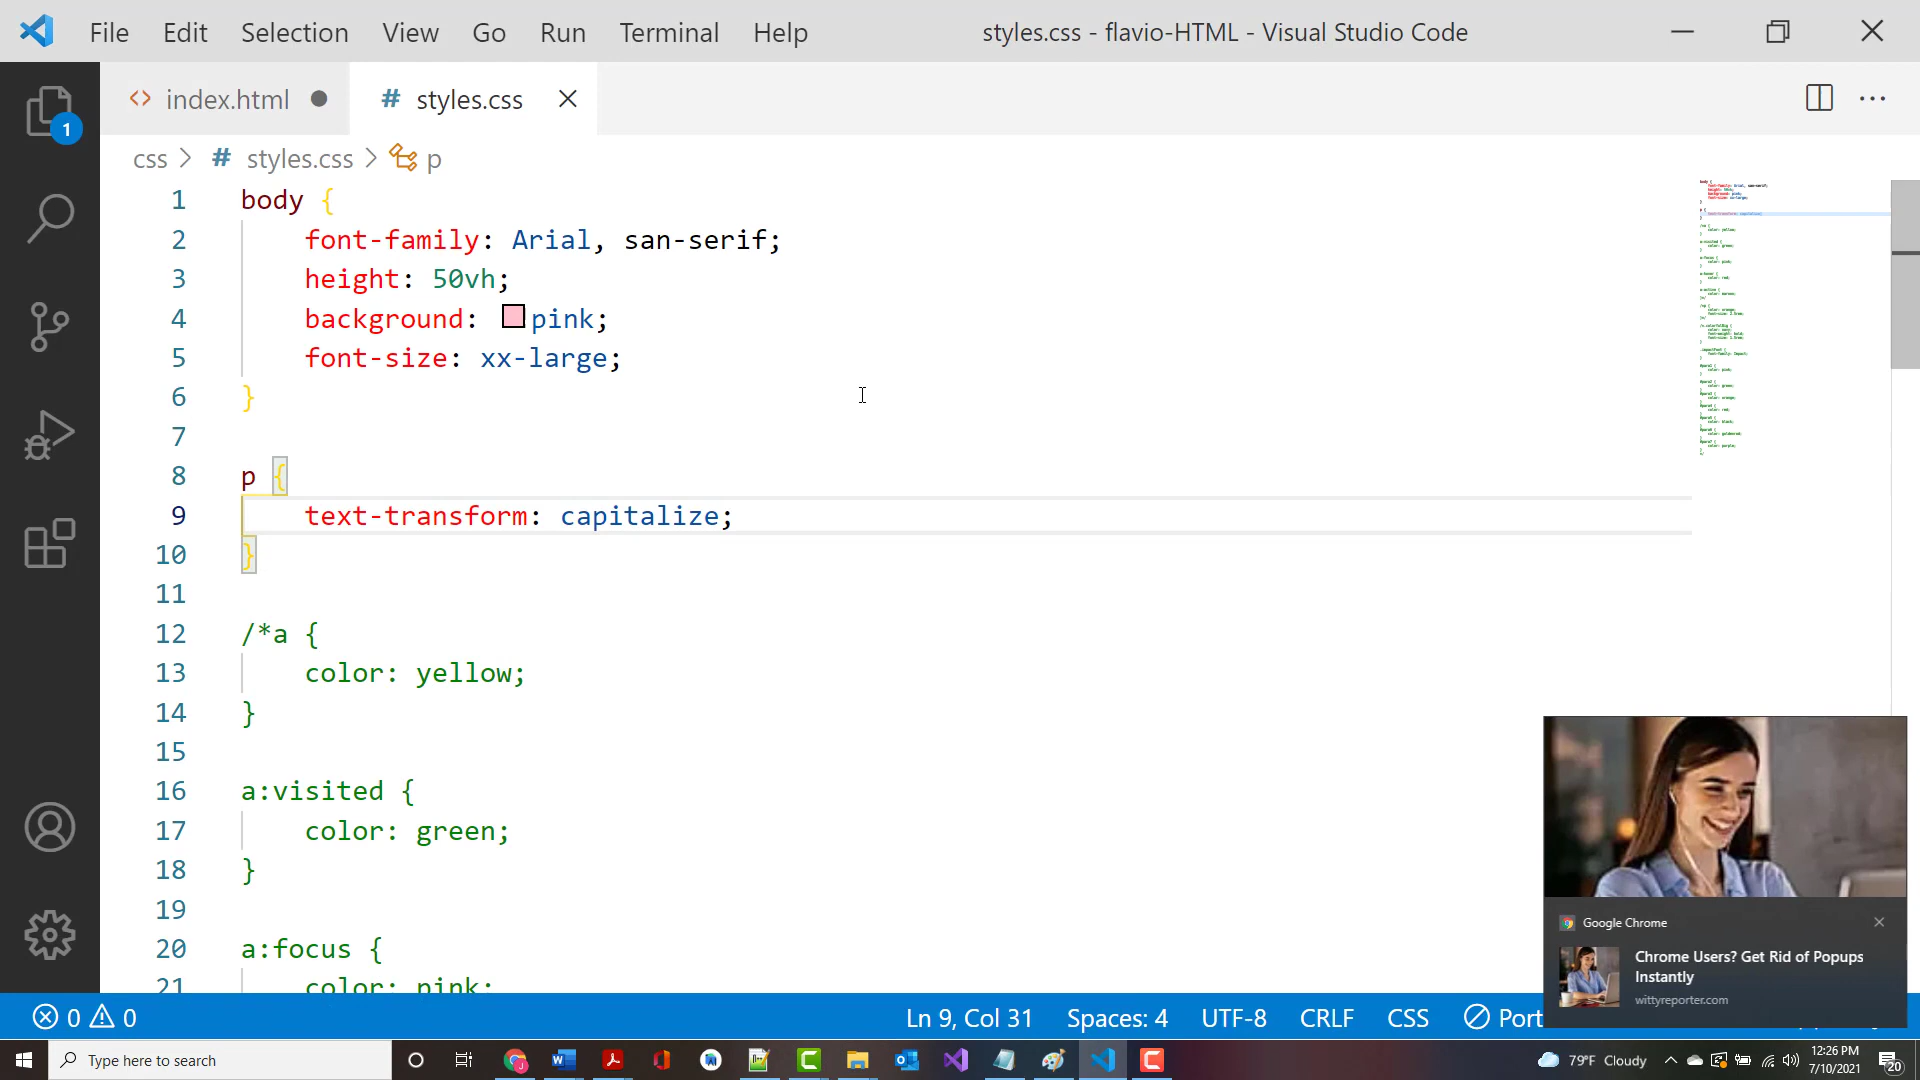 File Edit Selection View Go Run Terminal Help styles.css - flavio-HTML - Visual Studio Code
index.html # styles.css
1
css > # styles.css > p
1 body {
2 font-family: Arial, san-serif;
3 height: 50vh;
4 background: pink;
5 font-size: xx-large;
6 }
7
8 p {
9 text-transform: capitalize;
10 }
11
12 /*a {
13 color: yellow;
14 }
15
16 a:visited {
17 color: green;
18 }
19
20 a:focus {
21 color: pink;
Google Chrome
Chrome Users? Get Rid of Popups
Instantly
wittyreporter.com
0 0 Ln 9, Col 31 Spaces: 4 UTF-8 CRLF CSS Port
Type here to search 79°F Cloudy 12:26 PM
7/10/2021 20